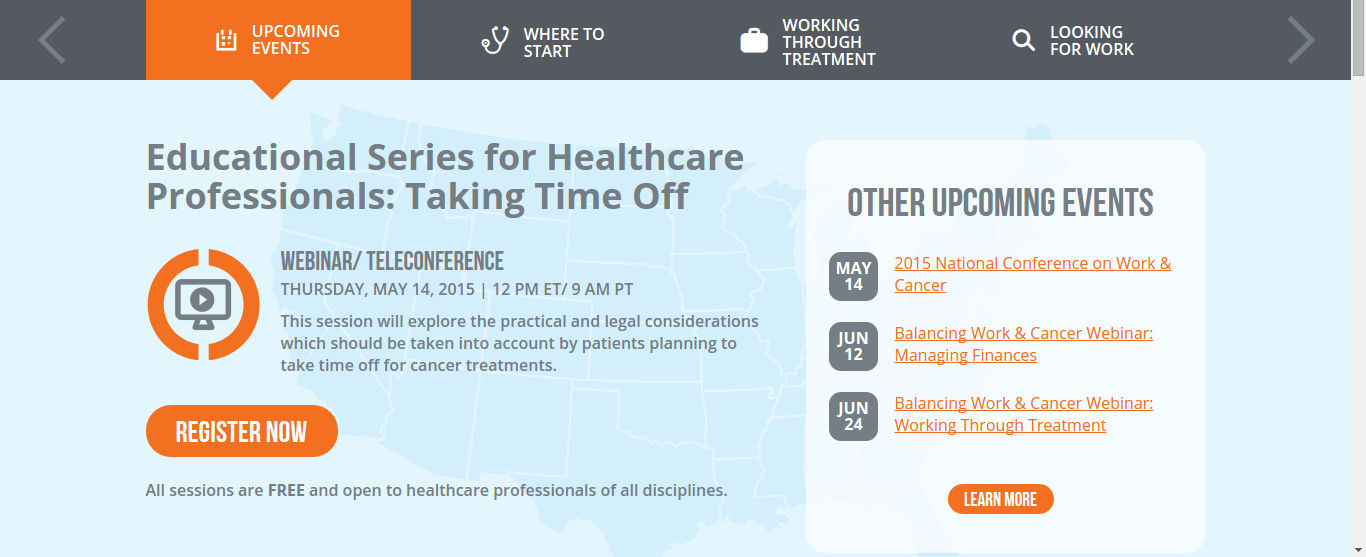 UPCOMING
EVENTS
WHERE TO
START
WORKING
THROUGH
TREATMENT
LOOKING
FOR WORK
Educational Series for Healthcare
Professionals: Taking Time Off
WEBINAR/ TELECONFERENCE
THURSDAY, MAY 14, 2015 | 12 PM ET/ 9 AM PT
This session will explore the practical and legal considerations
which should be taken into account by patients planning to
take time off for cancer treatments.
REGISTER NOW
All sessions are FREE and open to healthcare professionals of all disciplines.
OTHER UPCOMING EVENTS
MAY
14
2015 National Conference on Work &
Cancer
JUN
12
Balancing Work & Cancer Webinar:
Managing Finances
JUN
24
Balancing Work & Cancer Webinar:
Working Through Treatment
LEARN MORE